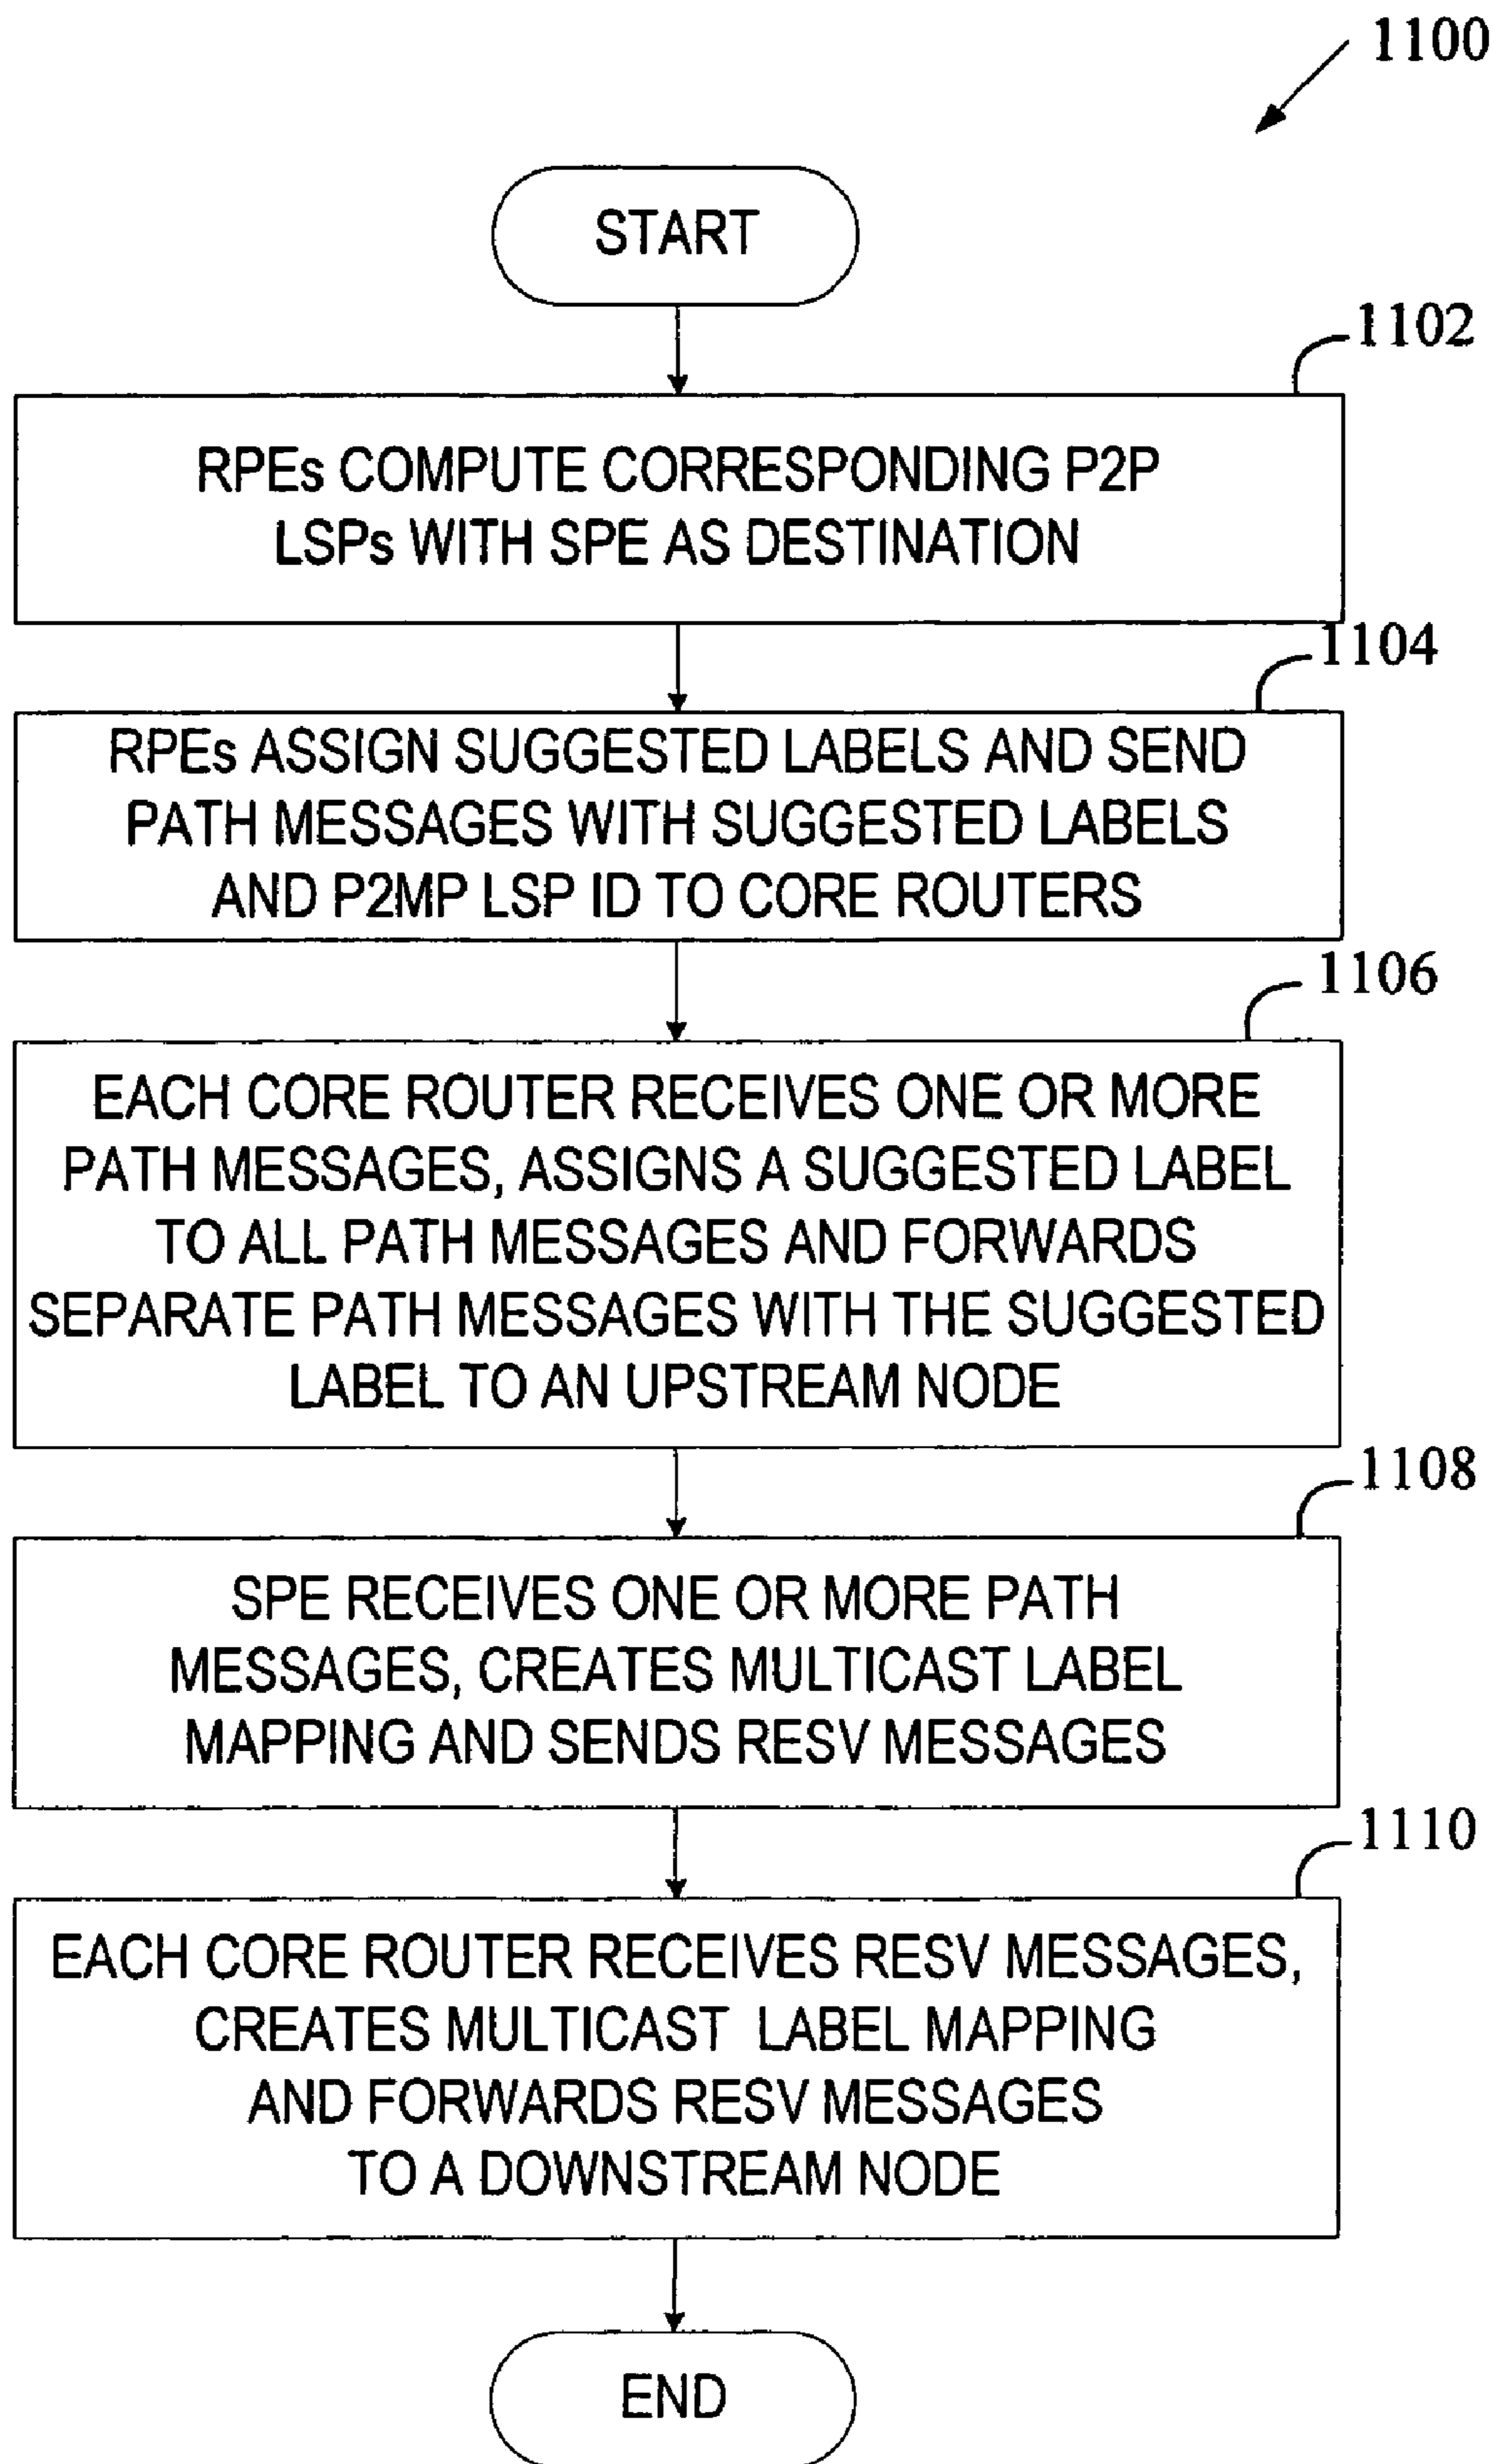 1100
START
1102
RPEs COMPUTE CORRESPONDING P2P
LSPs WITH SPE AS DESTINATION
1104
RPEs ASSIGN SUGGESTED LABELS AND SEND
PATH MESSAGES WITH SUGGESTED LABELS
AND P2MP LSP ID TO CORE ROUTERS
1106
EACH CORE ROUTER RECEIVES ONE OR MORE
PATH MESSAGES, ASSIGNS A SUGGESTED LABEL
TO ALL PATH MESSAGES AND FORWARDS
SEPARATE PATH MESSAGES WITH THE SUGGESTED
LABEL TO AN UPSTREAM NODE
1108
SPE RECEIVES ONE OR MORE PATH
MESSAGES, CREATES MULTICAST LABEL
MAPPING AND SENDS RESV MESSAGES
1110
EACH CORE ROUTER RECEIVES RESV MESSAGES,
CREATES MULTICAST LABEL MAPPING
AND FORWARDS RESV MESSAGES
TO A DOWNSTREAM NODE
END